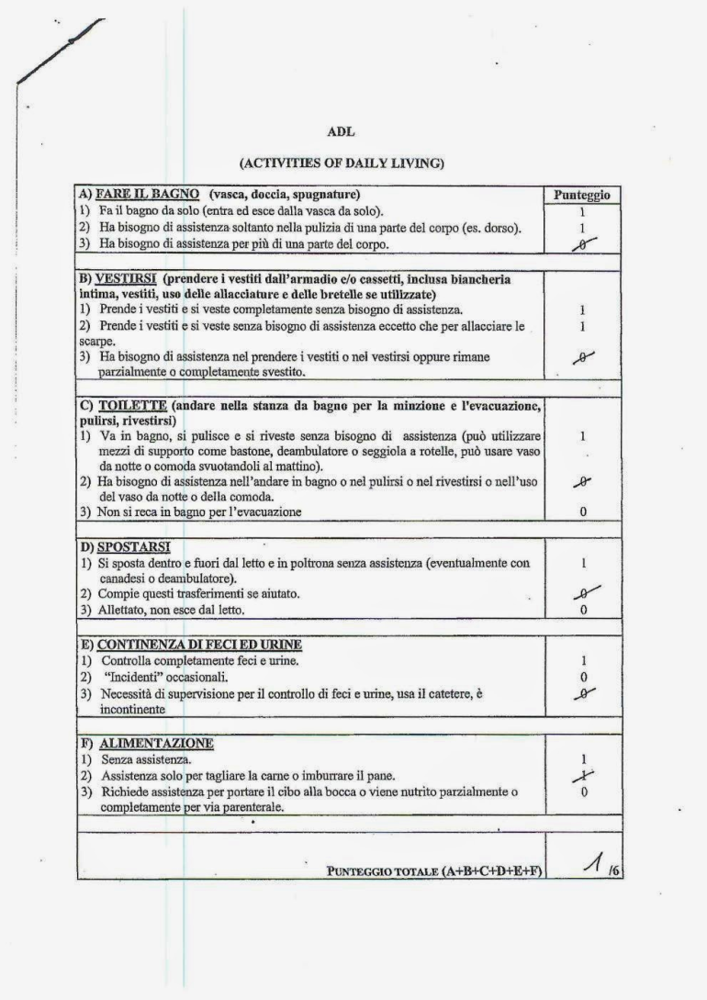 ADL
(ACTIVITIES OF DAILY LIVING)
A) FARE IL BAGNO (vasca, doccia, spugnature) Punteggio
1) Fa il bagno da solo (entra ed esce dalla vasca da solo). 1
2) Ha bisogno di assistenza soltanto nella pulizia di una parte del corpo (es. dorso). 1
3) Ha bisogno di assistenza per più di una parte del corpo. 0
B) VESTIRSI (prendere i vestiti dall'armadio e/o cassetti, inclusa biancheria
intima, vestiti, uso delle allacciature e delle bretelle se utilizzate)
1) Prende i vestiti e si veste completamente senza bisogno di assistenza. 1
2) Prende i vestiti e si veste senza bisogno di assistenza eccetto che per allacciare le 1
scarpe.
3) Ha bisogno di assistenza nel prendere i vestiti o nel vestirsi oppure rimane 0
parzialmente o completamente svestito.
C) TOILETTE (andare nella stanza da bagno per la minzione e l'evacuazione,
pulirsi, rivestirsi)
1) Va in bagno, si pulisce e si riveste senza bisogno di assistenza (può utilizzare 1
mezzi di supporto come bastone, deambulatore o seggiola a rotelle, può usare vaso
da notte o comoda svuotandoli al mattino).
2) Ha bisogno di assistenza nell'andare in bagno o nel pulirsi o nel rivestirsi o nell'uso 0
del vaso da notte o della comoda.
3) Non si reca in bagno per l'evacuazione 0
D) SPOSTARSI
1) Si sposta dentro e fuori dal letto e in poltrona senza assistenza (eventualmente con 1
canadesi o deambulatore).
2) Compie questi trasferimenti se aiutato. 0
3) Allettato, non esce dal letto. 0
E) CONTINENZA DI FECI ED URINE
1) Controlla completamente feci e urine. 1
2) "Incidenti" occasionali. 0
3) Necessità di supervisione per il controllo di feci e urine, usa il catetere, è 0
incontinente
F) ALIMENTAZIONE
1) Senza assistenza. 1
2) Assistenza solo per tagliare la carne o imburrare il pane. 1
3) Richiede assistenza per portare il cibo alla bocca o viene nutrito parzialmente o 0
completamente per via parenterale.
PUNTEGGIO TOTALE (A+B+C+D+E+F) 1 /6